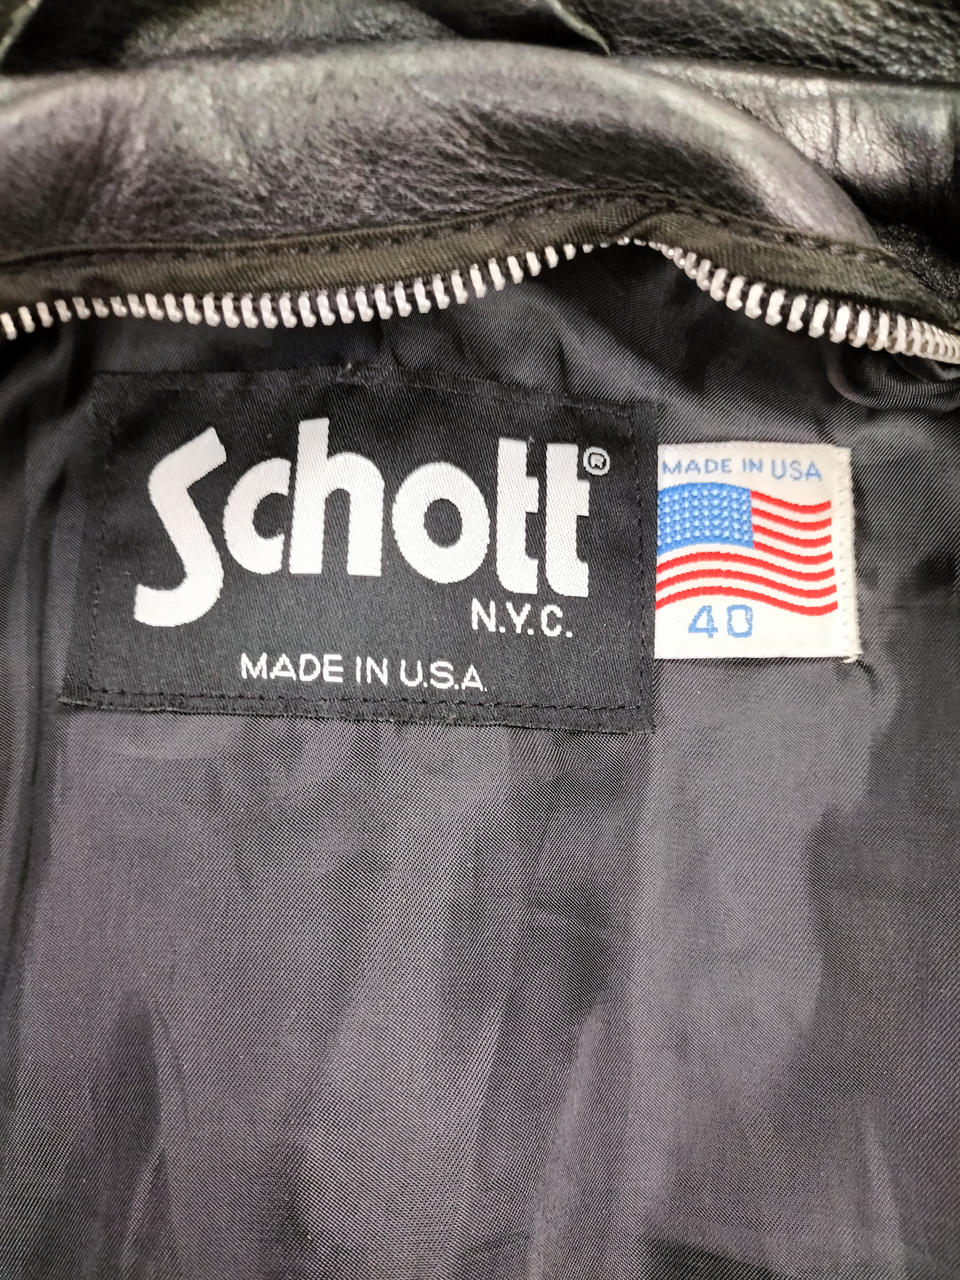 Schott®
N.Y.C.
MADE IN U.S.A.
MADE IN USA
40